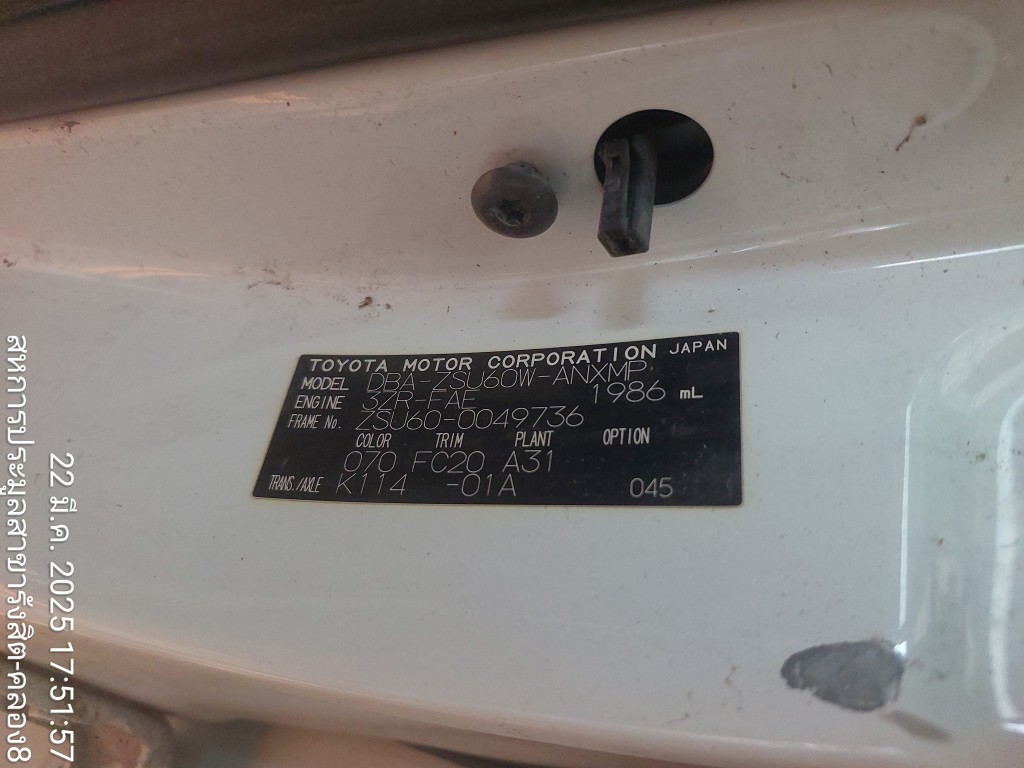 TOYOTA MOTOR CORPORATION JAPAN
MODEL DBA-ZSU60W-ANXMP
ENGINE 3ZR-FAE 1986 mL
FRAME No. ZSU60-0049736
COLOR TRIM PLANT OPTION
070 FC20 A31
TRANS./AXLE K114 -01A 045
22 มี.ค. 2025 17:51:57
สหการประมูลสาขารังสิต-คลอง8